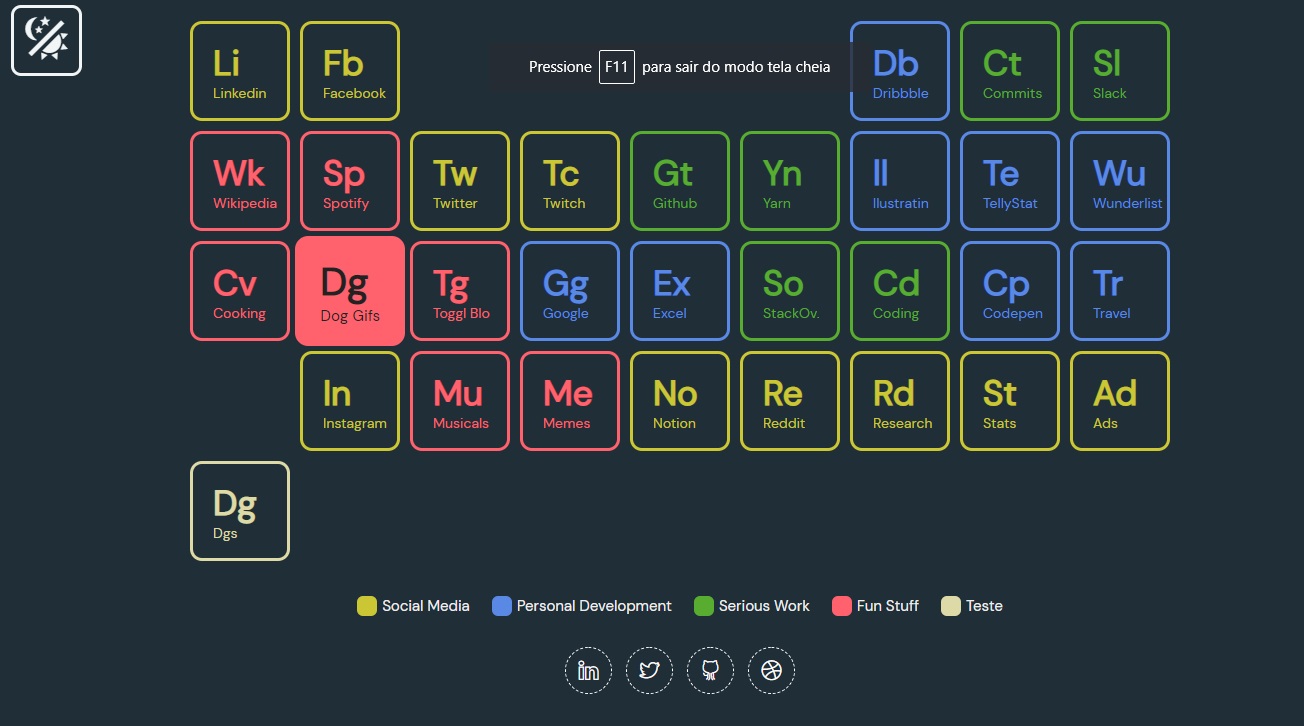 Li
Linkedin
Fb
Facebook
Pressione F11 para sair do modo tela cheia
Db
Dribbble
Ct
Commits
Sl
Slack
Wk
Wikipedia
Sp
Spotify
Tw
Twitter
Tc
Twitch
Gt
Github
Yn
Yarn
Il
Ilustratin
Te
TellyStat
Wu
Wunderlist
Cv
Cooking
Dg
Dog Gifs
Tg
Toggl Blo
Gg
Google
Ex
Excel
So
StackOv.
Cd
Coding
Cp
Codepen
Tr
Travel
In
Instagram
Mu
Musicals
Me
Memes
No
Notion
Re
Reddit
Rd
Research
St
Stats
Ad
Ads
Dg
Dgs
Social Media
Personal Development
Serious Work
Fun Stuff
Teste
in